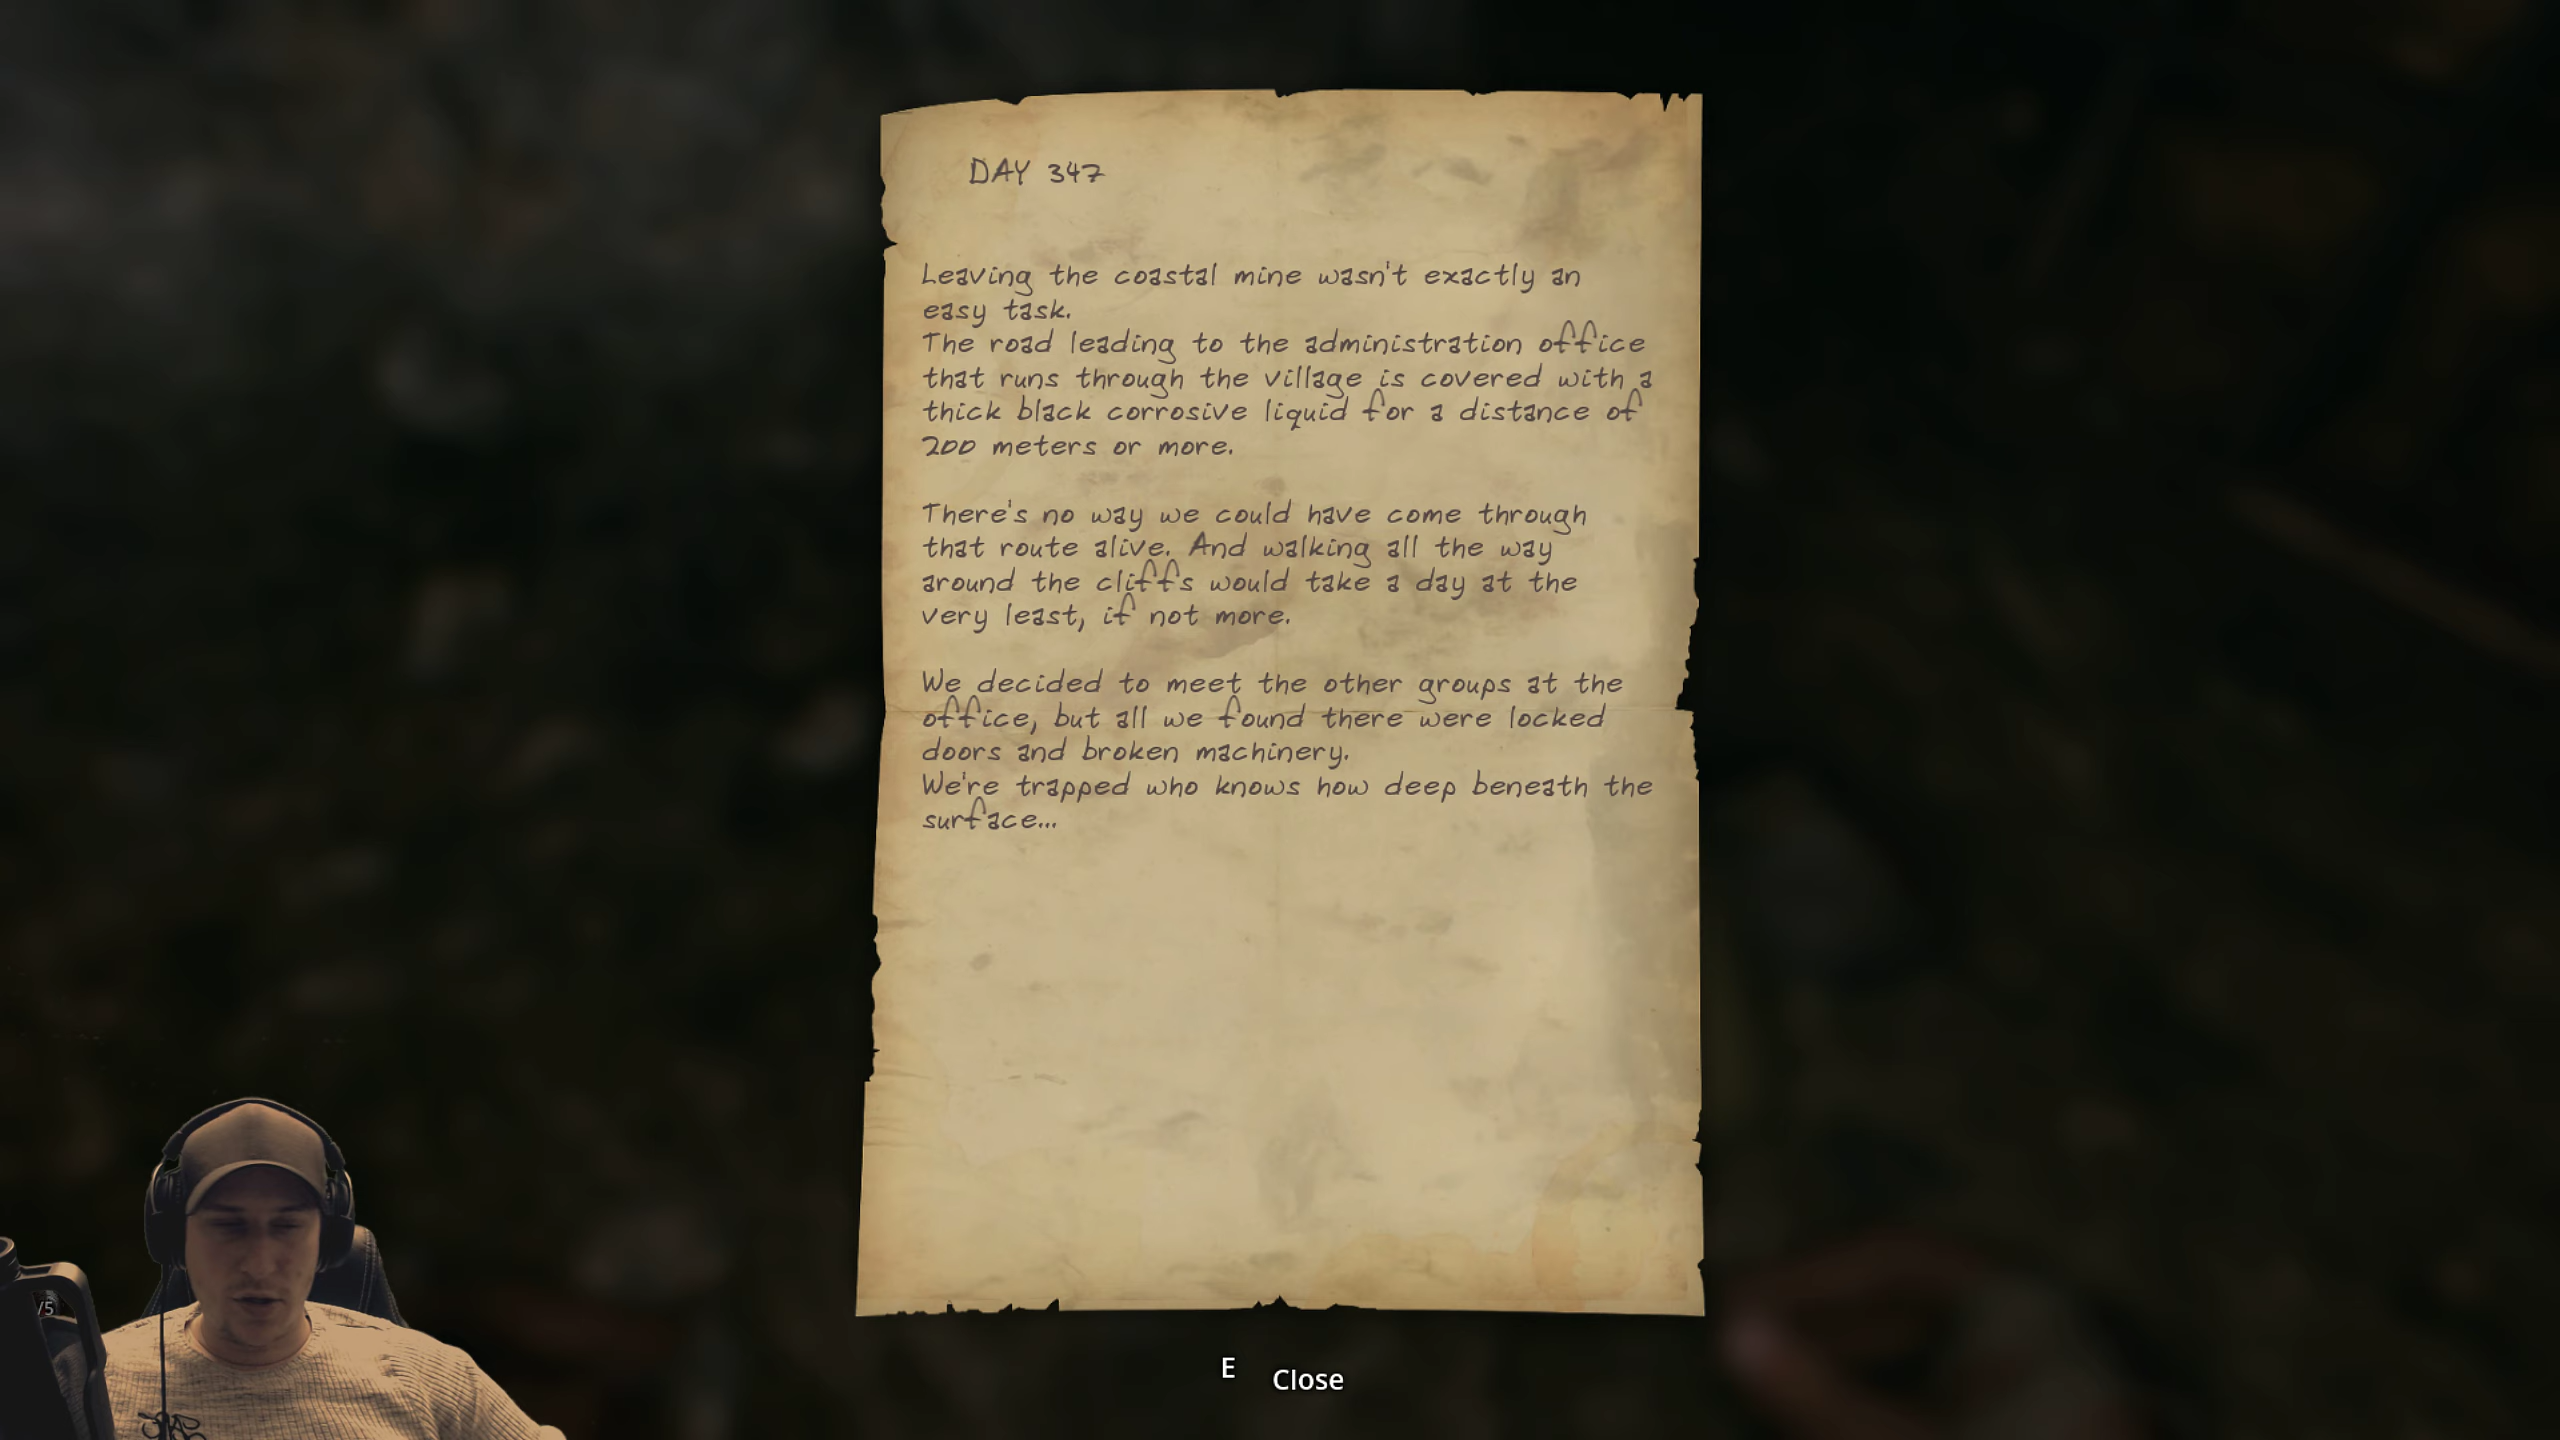 DAY 347
Leaving the coastal mine wasn't exactly an
easy task.
The road leading to the administration office
that runs through the village is covered with a
thick black corrosive liquid for a distance of
200 meters or more.
There's no way we could have come through
that route alive. And walking all the way
around the cliffs would take a day at the
very least, if not more.
We decided to meet the other groups at the
office, but all we found there were locked
doors and broken machinery.
We're trapped who knows how deep beneath the
surface...
/5
E Close